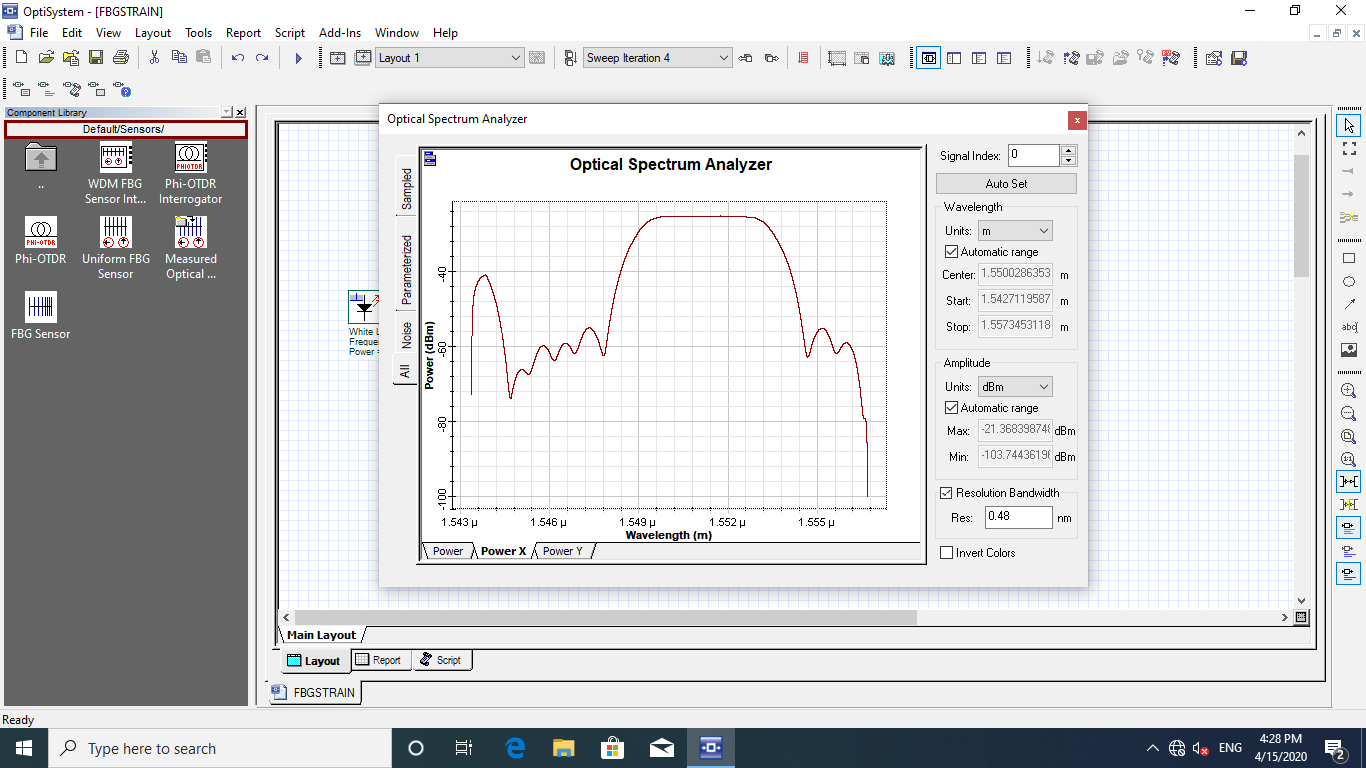 OptiSystem - [FBGSTRAIN]
File Edit View Layout Tools Report Script Add-Ins Window Help
Layout 1
Sweep Iteration 4
Component Library
Default/Sensors/
..
WDM FBG
Sensor Int...
Phi-OTDR
Interrogator
PHI-OTDR
Phi-OTDR
Uniform FBG
Sensor
Measured
Optical ...
FBG Sensor
White L
Freque
Power =
Optical Spectrum Analyzer
x
Sampled
Parameterized
Noise
All
Optical Spectrum Analyzer
Power (dBm)
-40
-60
-80
-100
1.543 µ
1.546 µ
1.549 µ
1.552 µ
1.555 µ
Wavelength (m)
Power
Power X
Power Y
Signal Index: 0
Auto Set
Wavelength
Units: m
Automatic range
Center: 1.5500286353 m
Start: 1.5427119587 m
Stop: 1.5573453118 m
Amplitude
Units: dBm
Automatic range
Max: -21.36839874 dBm
Min: -103.7443619 dBm
Resolution Bandwidth
Res: 0.48 nm
Invert Colors
abc
1:1
Main Layout
Layout
Report
Script
FBGSTRAIN
Ready
Type here to search
ENG
4:28 PM
4/15/2020
2